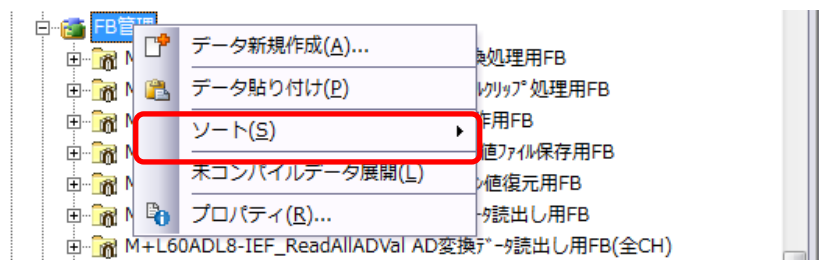 FB管理
データ新規作成(A)...
換処理用FB
データ貼り付け(P)
ﾙｸﾘｯﾌﾟ処理用FB
ソート(S)
作用FB
値ﾌｧｲﾙ保存用FB
未コンパイルデータ展開(L)
ﾝ値復元用FB
プロパティ(R)...
ﾀ読出し用FB
M+L60ADL8-IEF_ReadAllADVal AD変換ﾃﾞｰﾀ読出し用FB(全CH)